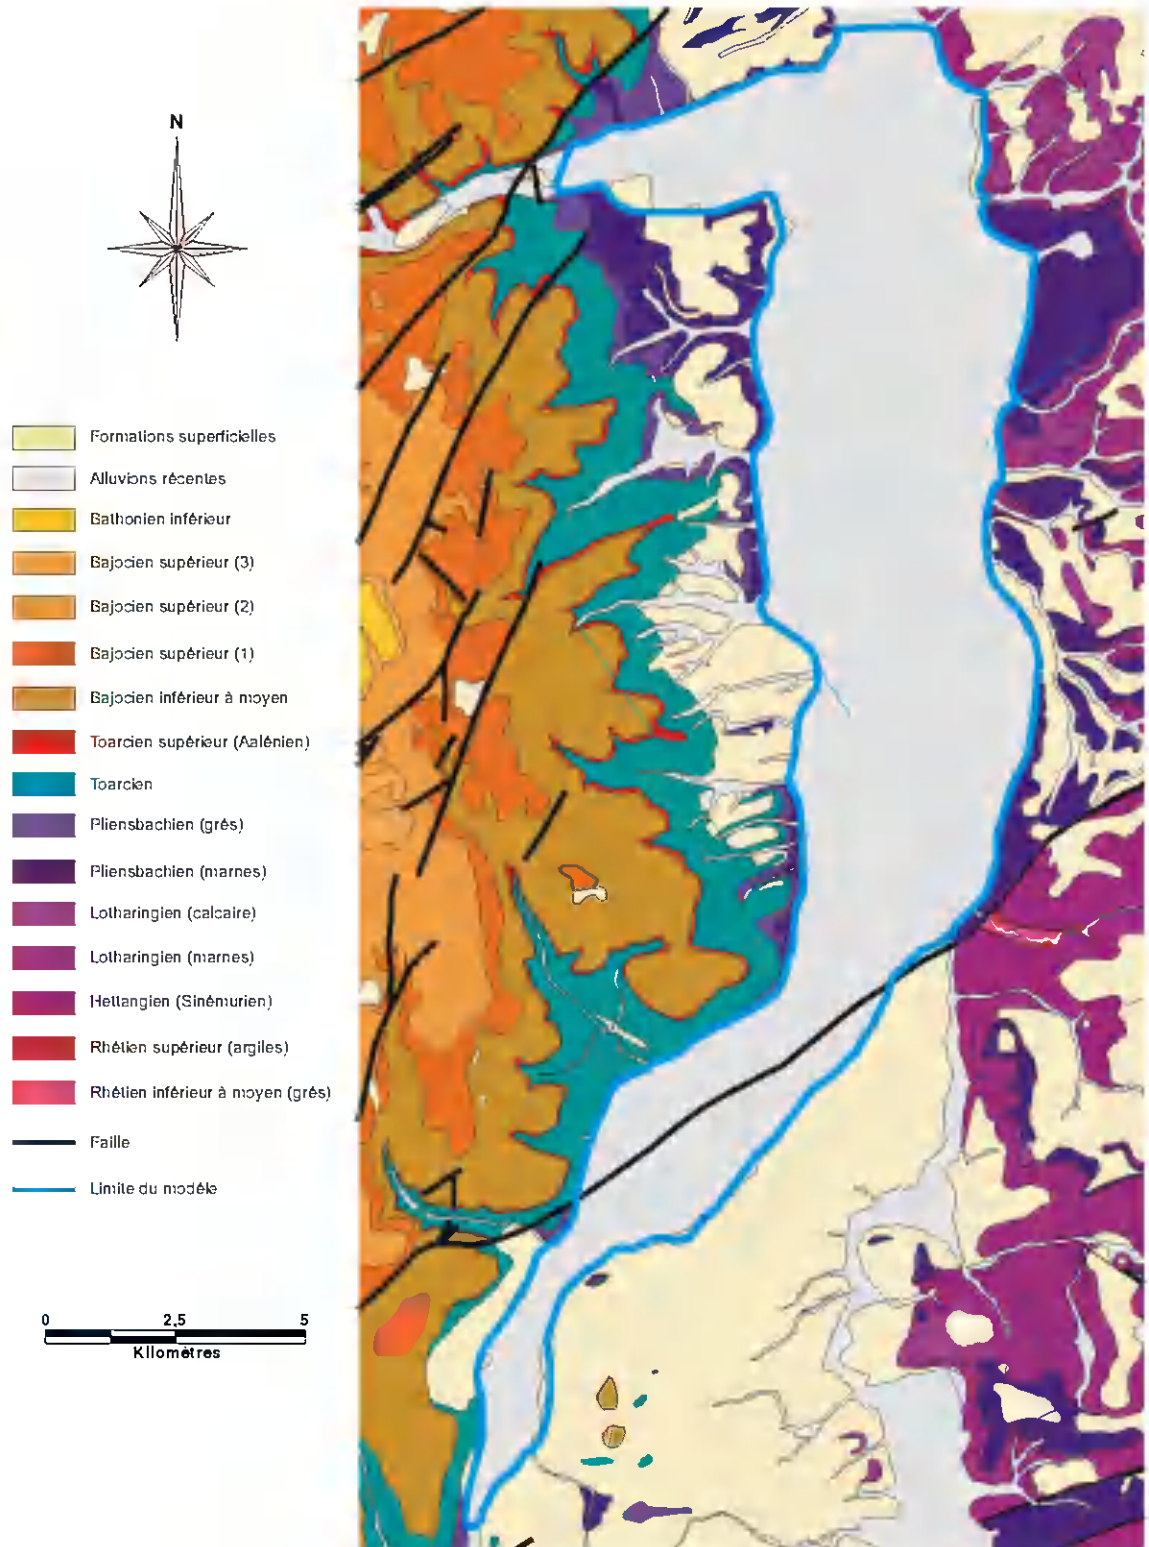 N
Formations superficielles
Alluvions récentes
Bathonien inférieur
Bajocien supérieur (3)
Bajocien supérieur (2)
Bajocien supérieur (1)
Bajocien inférieur à moyen
Toarcien supérieur (Aalénien)
Toarcien
Pliensbachien (grés)
Pliensbachien (marnes)
Lotharingien (calcaire)
Lotharingien (marnes)
Hettangien (Sinémurien)
Rhétien supérieur (argiles)
Rhétien inférieur à moyen (grés)
Faille
Limite du modèle
0 2,5 5
Kilomètres